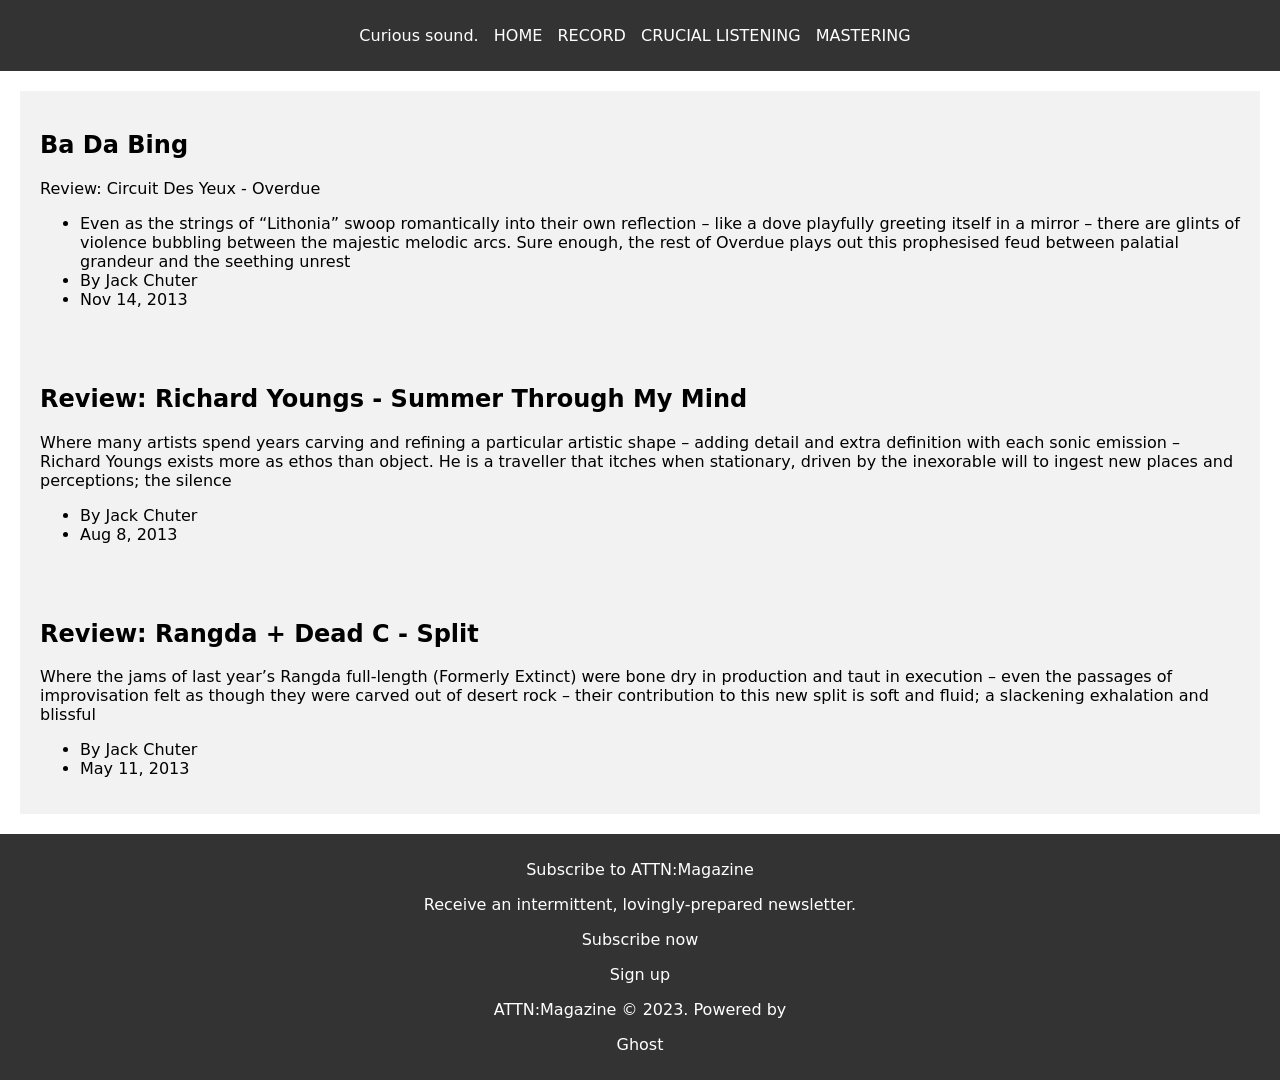 Curious sound. HOME RECORD CRUCIAL LISTENING MASTERING
Ba Da Bing
Review: Circuit Des Yeux - Overdue
• Even as the strings of “Lithonia” swoop romantically into their own reflection – like a dove playfully greeting itself in a mirror – there are glints of
violence bubbling between the majestic melodic arcs. Sure enough, the rest of Overdue plays out this prophesised feud between palatial
grandeur and the seething unrest
• By Jack Chuter
• Nov 14, 2013
Review: Richard Youngs - Summer Through My Mind
Where many artists spend years carving and refining a particular artistic shape – adding detail and extra definition with each sonic emission –
Richard Youngs exists more as ethos than object. He is a traveller that itches when stationary, driven by the inexorable will to ingest new places and
perceptions; the silence
• By Jack Chuter
• Aug 8, 2013
Review: Rangda + Dead C - Split
Where the jams of last year’s Rangda full-length (Formerly Extinct) were bone dry in production and taut in execution – even the passages of
improvisation felt as though they were carved out of desert rock – their contribution to this new split is soft and fluid; a slackening exhalation and
blissful
• By Jack Chuter
• May 11, 2013
Subscribe to ATTN:Magazine
Receive an intermittent, lovingly-prepared newsletter.
Subscribe now
Sign up
ATTN:Magazine © 2023. Powered by
Ghost